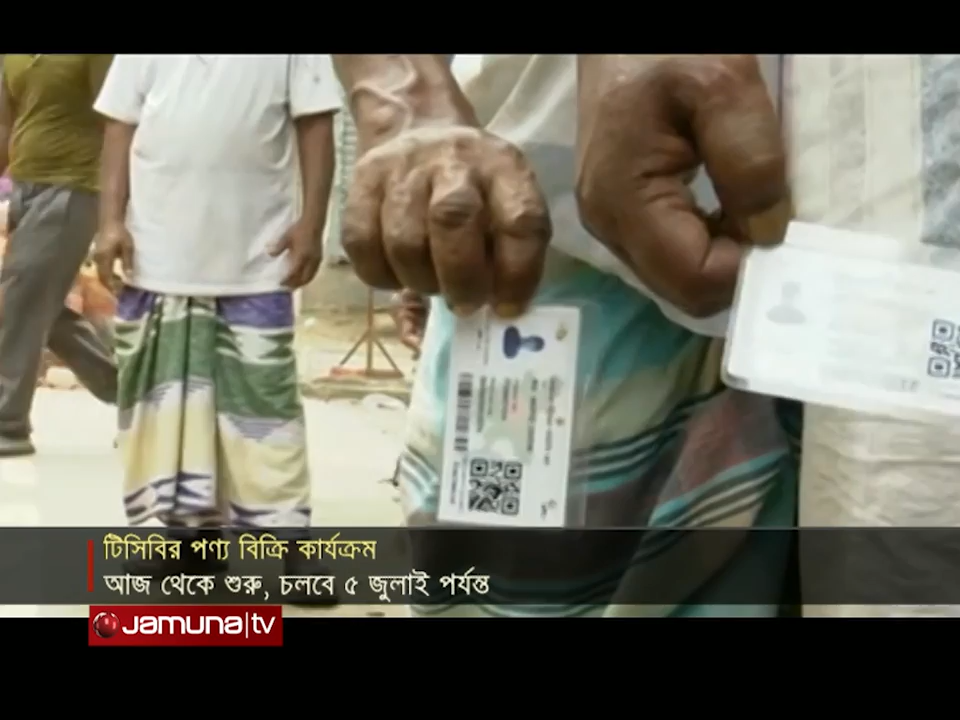 টিসিবির পণ্য বিক্রি কার্যক্রম
আজ থেকে শুরু, চলবে ৫ জুলাই পর্যন্ত
Jamuna|tv